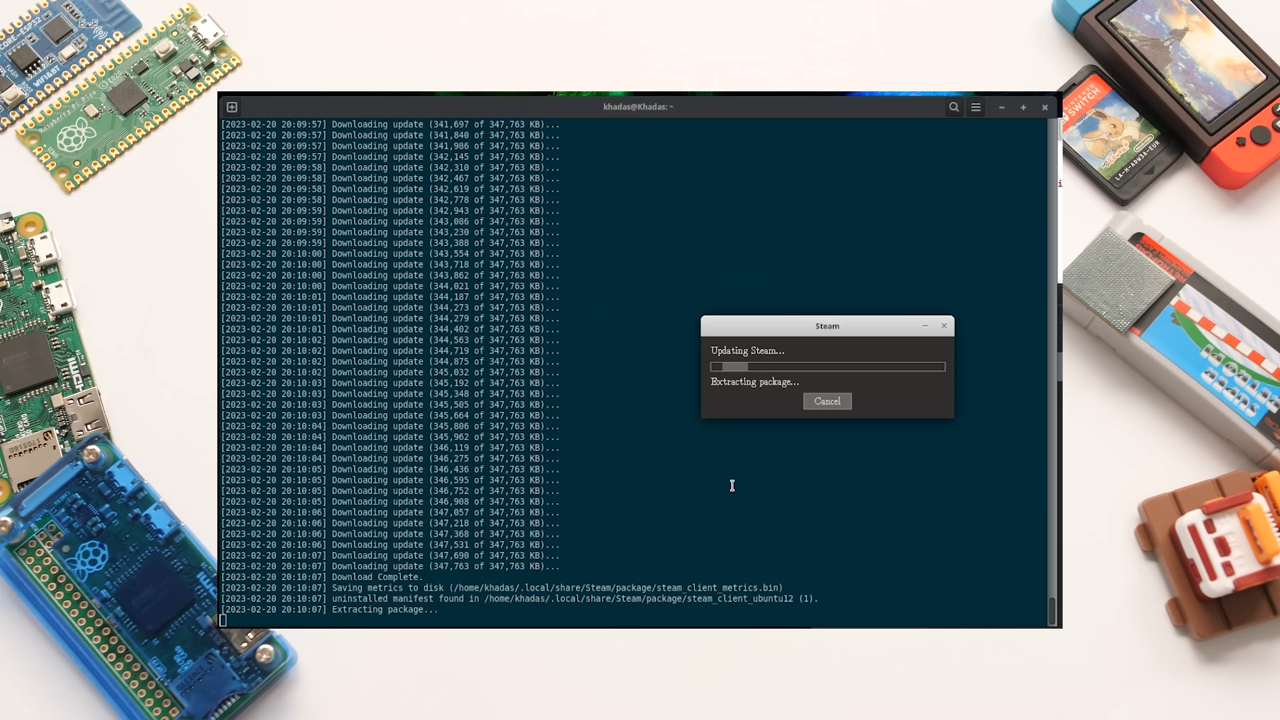 CORE-ESP32
WIFI&BT
Raspberry Pi Pico
©2020
HDMI
NINTENDO
SWITCH
LA-H-ADW3A-EUR
khadas@Khadas: ~
[2023-02-20 20:09:57] Downloading update (341,697 of 347,763 KB)...
[2023-02-20 20:09:57] Downloading update (341,840 of 347,763 KB)...
[2023-02-20 20:09:57] Downloading update (341,986 of 347,763 KB)...
[2023-02-20 20:09:57] Downloading update (342,145 of 347,763 KB)...
[2023-02-20 20:09:58] Downloading update (342,310 of 347,763 KB)...
[2023-02-20 20:09:58] Downloading update (342,467 of 347,763 KB)...
[2023-02-20 20:09:58] Downloading update (342,619 of 347,763 KB)...
[2023-02-20 20:09:58] Downloading update (342,778 of 347,763 KB)...
[2023-02-20 20:09:59] Downloading update (342,943 of 347,763 KB)...
[2023-02-20 20:09:59] Downloading update (343,086 of 347,763 KB)...
[2023-02-20 20:09:59] Downloading update (343,230 of 347,763 KB)...
[2023-02-20 20:09:59] Downloading update (343,388 of 347,763 KB)...
[2023-02-20 20:10:00] Downloading update (343,554 of 347,763 KB)...
[2023-02-20 20:10:00] Downloading update (343,718 of 347,763 KB)...
[2023-02-20 20:10:00] Downloading update (343,862 of 347,763 KB)...
[2023-02-20 20:10:00] Downloading update (344,021 of 347,763 KB)...
[2023-02-20 20:10:01] Downloading update (344,187 of 347,763 KB)...
[2023-02-20 20:10:01] Downloading update (344,273 of 347,763 KB)...
[2023-02-20 20:10:01] Downloading update (344,279 of 347,763 KB)...
[2023-02-20 20:10:01] Downloading update (344,402 of 347,763 KB)...
[2023-02-20 20:10:02] Downloading update (344,563 of 347,763 KB)...
[2023-02-20 20:10:02] Downloading update (344,719 of 347,763 KB)...
[2023-02-20 20:10:02] Downloading update (344,875 of 347,763 KB)...
[2023-02-20 20:10:02] Downloading update (345,032 of 347,763 KB)...
[2023-02-20 20:10:03] Downloading update (345,192 of 347,763 KB)...
[2023-02-20 20:10:03] Downloading update (345,348 of 347,763 KB)...
[2023-02-20 20:10:03] Downloading update (345,505 of 347,763 KB)...
[2023-02-20 20:10:03] Downloading update (345,664 of 347,763 KB)...
[2023-02-20 20:10:04] Downloading update (345,806 of 347,763 KB)...
[2023-02-20 20:10:04] Downloading update (345,962 of 347,763 KB)...
[2023-02-20 20:10:04] Downloading update (346,119 of 347,763 KB)...
[2023-02-20 20:10:04] Downloading update (346,275 of 347,763 KB)...
[2023-02-20 20:10:05] Downloading update (346,436 of 347,763 KB)...
[2023-02-20 20:10:05] Downloading update (346,595 of 347,763 KB)...
[2023-02-20 20:10:05] Downloading update (346,752 of 347,763 KB)...
[2023-02-20 20:10:05] Downloading update (346,908 of 347,763 KB)...
[2023-02-20 20:10:06] Downloading update (347,057 of 347,763 KB)...
[2023-02-20 20:10:06] Downloading update (347,218 of 347,763 KB)...
[2023-02-20 20:10:06] Downloading update (347,368 of 347,763 KB)...
[2023-02-20 20:10:06] Downloading update (347,531 of 347,763 KB)...
[2023-02-20 20:10:07] Downloading update (347,690 of 347,763 KB)...
[2023-02-20 20:10:07] Downloading update (347,763 of 347,763 KB)...
[2023-02-20 20:10:07] Download Complete.
[2023-02-20 20:10:07] Saving metrics to disk (/home/khadas/.local/share/Steam/package/steam_client_metrics.bin)
[2023-02-20 20:10:07] uninstalled manifest found in /home/khadas/.local/share/Steam/package/steam_client_ubuntu12 (1).
[2023-02-20 20:10:07] Extracting package...
Steam
Updating Steam...
Extracting package...
Cancel